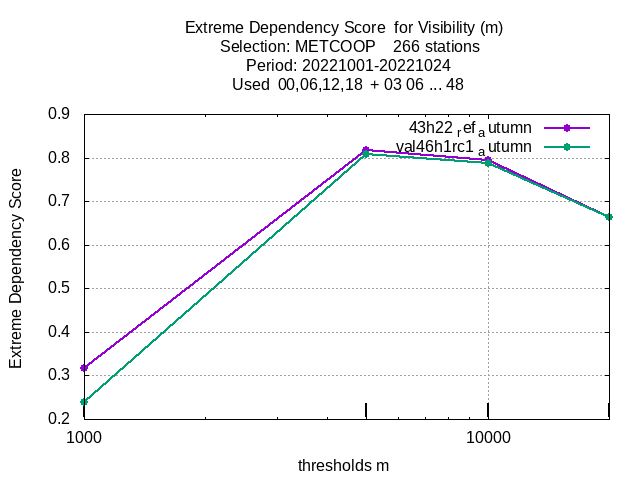 Extreme Dependency Score  for Visibility (m)
Selection: METCOOP    266 stations
Period: 20221001-20221024
Used  00,06,12,18  + 03 06 ... 48
43h22 ref autumn
val46h1rc1 autumn
0.9
0.8
0.7
0.6
0.5
0.4
0.3
0.2
Extreme Dependency Score
1000
10000
thresholds m